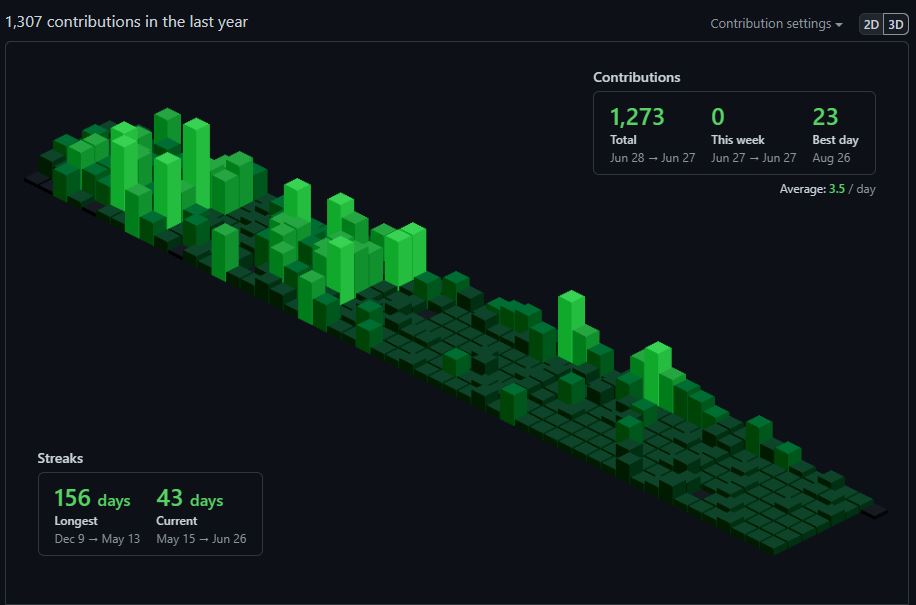 1,307 contributions in the last year
Contribution settings
2D 3D
Contributions
1,273 0 23
Total This week Best day
Jun 28 → Jun 27 Jun 27 → Jun 27 Aug 26
Average: 3.5 / day
Streaks
156 days 43 days
Longest Current
Dec 9 → May 13 May 15 → Jun 26